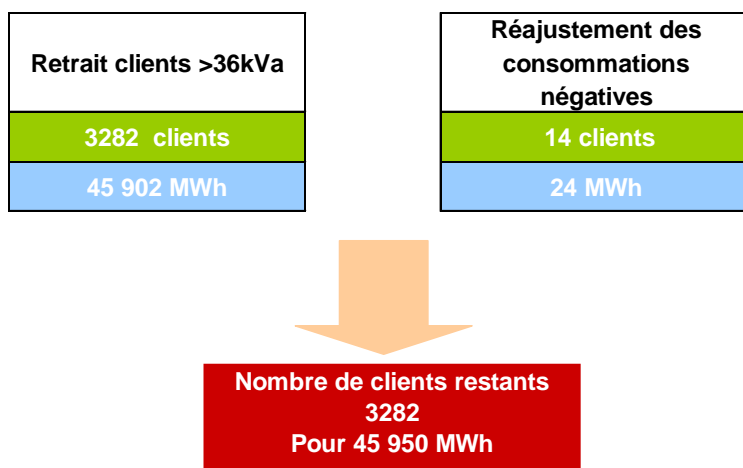 Retrait clients >36kVa
3282 clients
45 902 MWh
Réajustement des
consommations
négatives
14 clients
24 MWh
Nombre de clients restants
3282
Pour 45 950 MWh